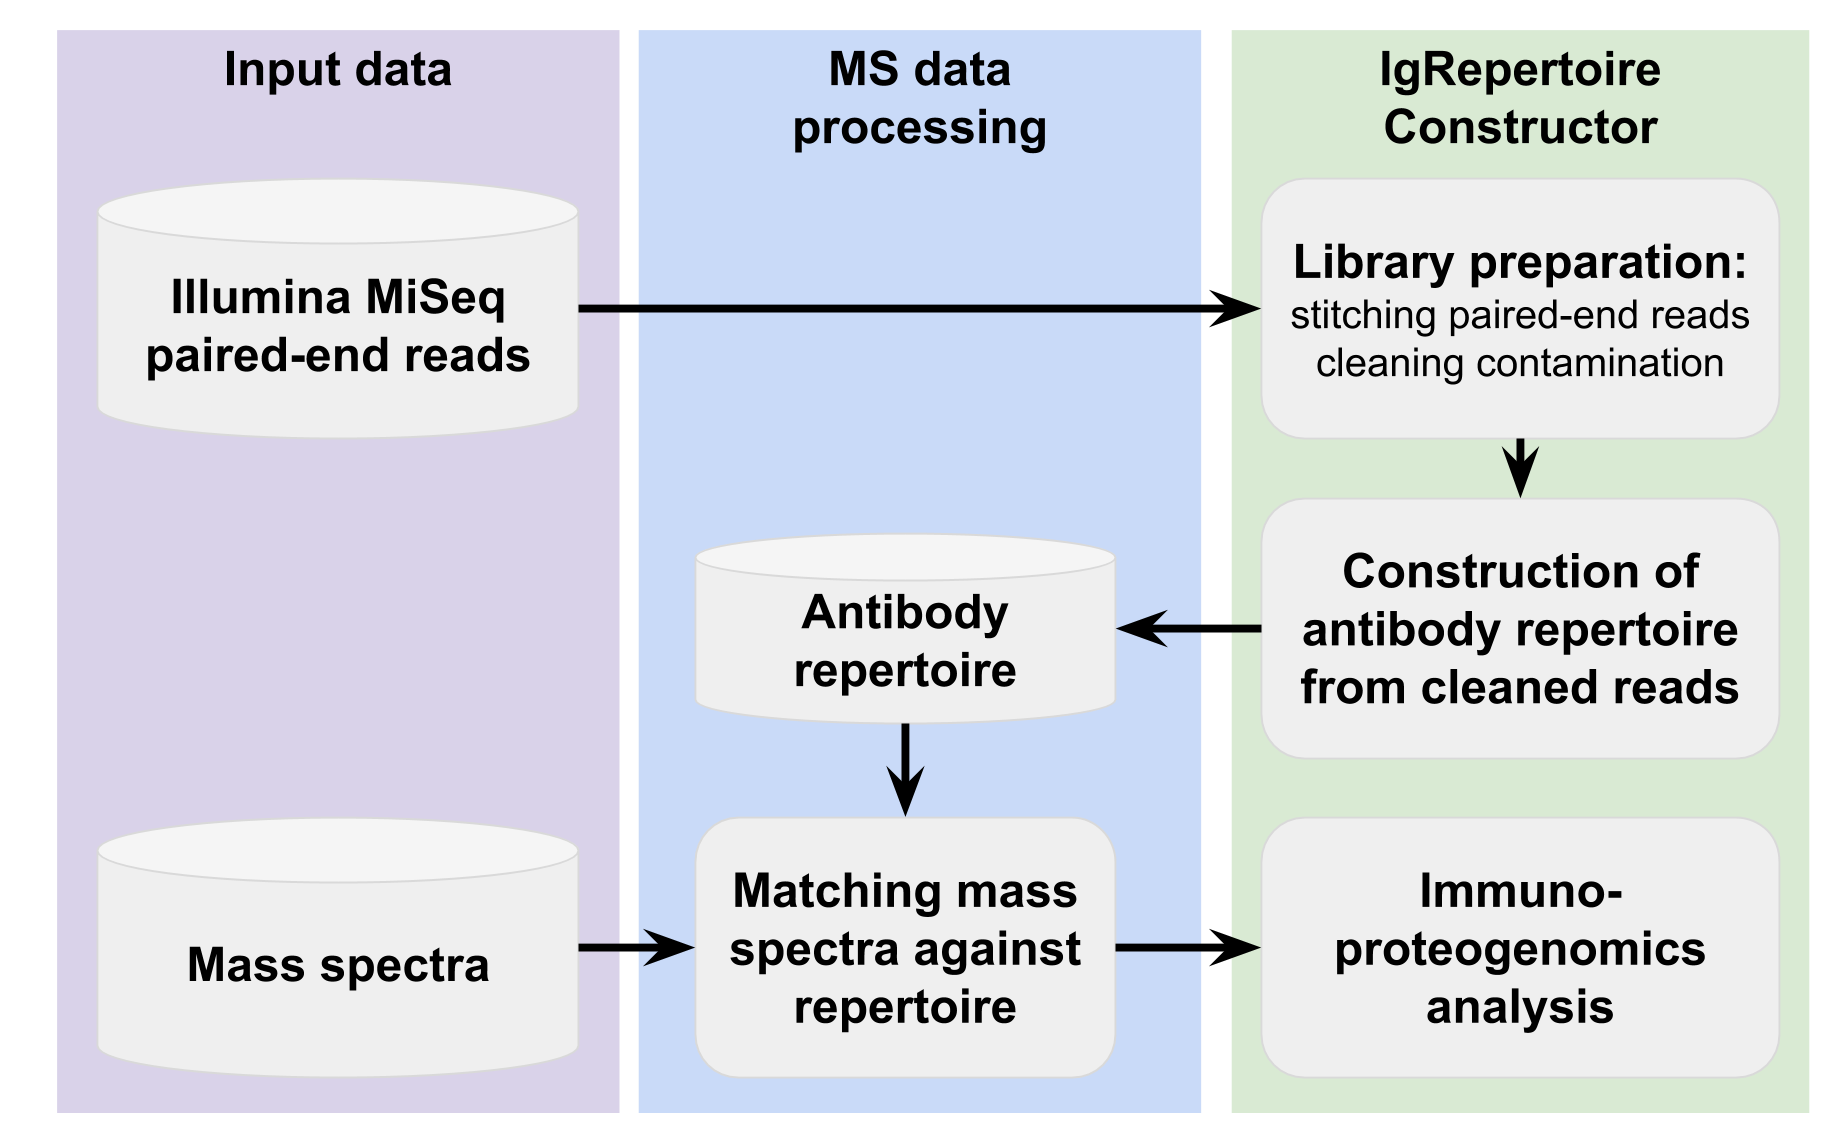 Input data
MS data
processing
IgRepertoire
Constructor
Illumina MiSeq
paired-end reads
Library preparation:
stitching paired-end reads
cleaning contamination
Antibody
repertoire
Construction of
antibody repertoire
from cleaned reads
Mass spectra
Matching mass
spectra against
repertoire
Immuno-
proteogenomics
analysis